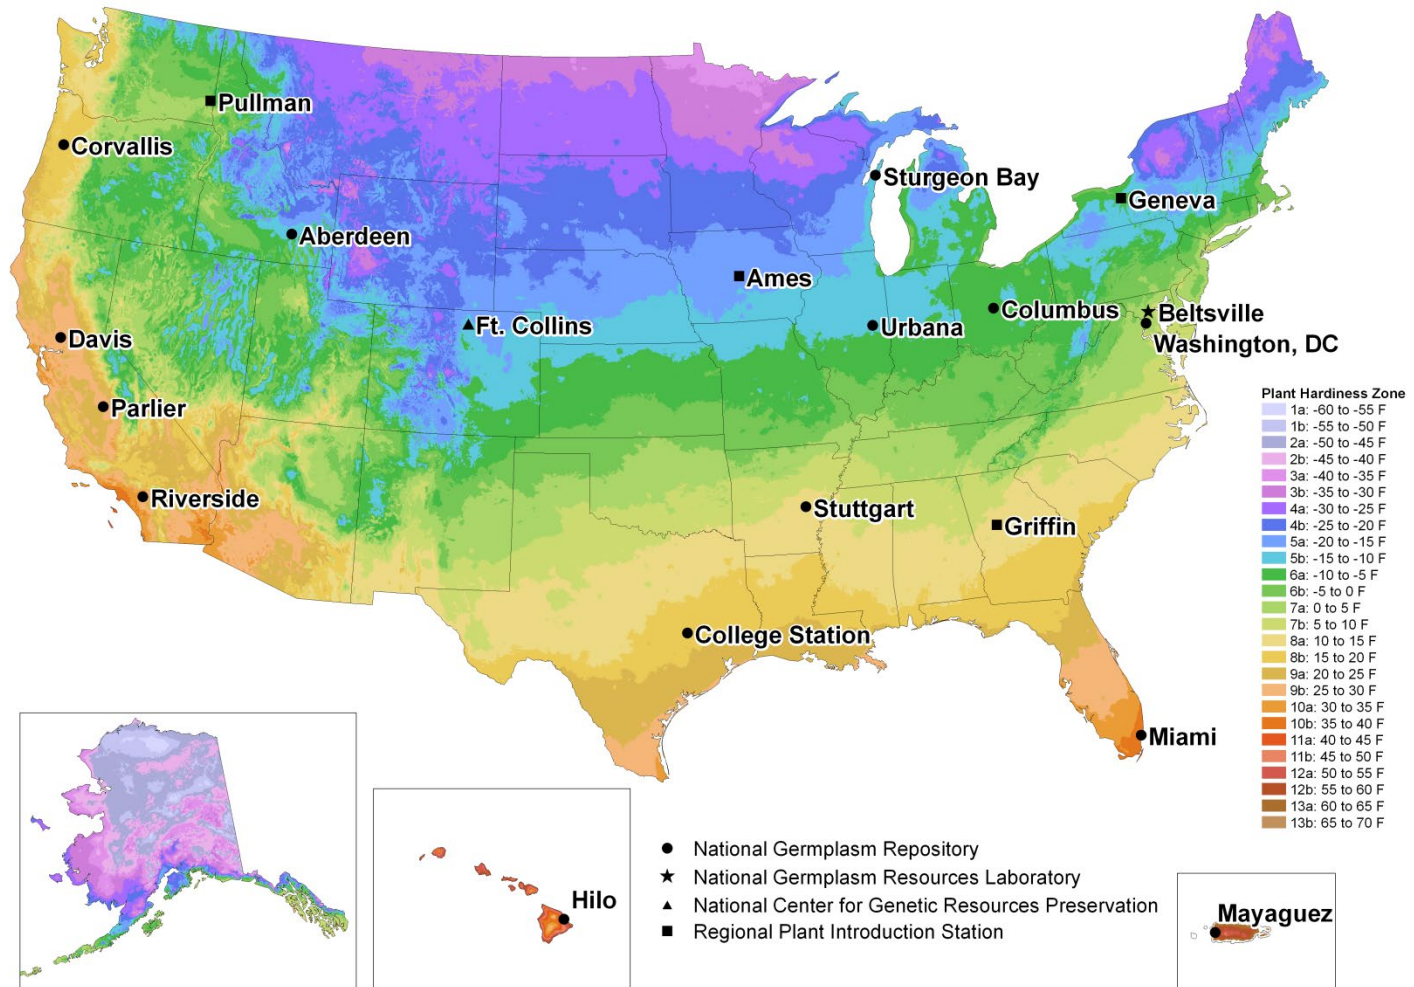 Pullman
Corvallis
Sturgeon Bay
Geneva
Aberdeen
Ames
Columbus
Beltsville
Ft. Collins
Urbana
Davis
Washington, DC
Parlier
Riverside
Stuttgart
Griffin
College Station
Miami
Plant Hardiness Zone
1a: -60 to -55 F
1b: -55 to -50 F
2a: -50 to -45 F
2b: -45 to -40 F
3a: -40 to -35 F
3b: -35 to -30 F
4a: -30 to -25 F
4b: -25 to -20 F
5a: -20 to -15 F
5b: -15 to -10 F
6a: -10 to -5 F
6b: -5 to 0 F
7a: 0 to 5 F
7b: 5 to 10 F
8a: 10 to 15 F
8b: 15 to 20 F
9a: 20 to 25 F
9b: 25 to 30 F
10a: 30 to 35 F
10b: 35 to 40 F
11a: 40 to 45 F
11b: 45 to 50 F
12a: 50 to 55 F
12b: 55 to 60 F
13a: 60 to 65 F
13b: 65 to 70 F
National Germplasm Repository
National Germplasm Resources Laboratory
National Center for Genetic Resources Preservation
Regional Plant Introduction Station
Hilo
Mayaguez